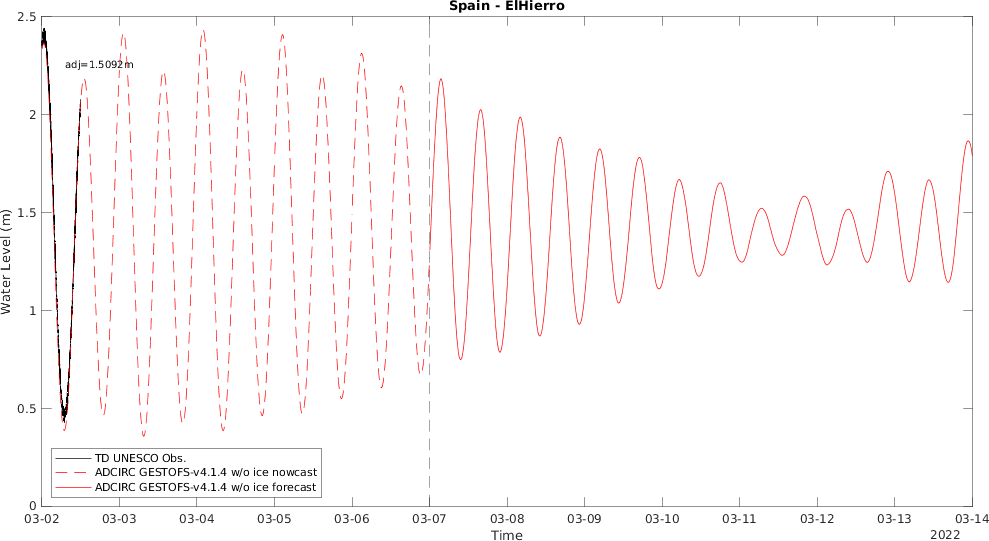 Spain - ElHierro
2.5
adj=1.5092m
2
1.5
Water Level (m)
1
0.5
TD UNESCO Obs.
ADCIRC GESTOFS-v4.1.4 w/o ice nowcast
ADCIRC GESTOFS-v4.1.4 w/o ice forecast
0
03-02 03-03 03-04 03-05 03-06 03-07 03-08 03-09 03-10 03-11 03-12 03-13 03-14
Time
2022